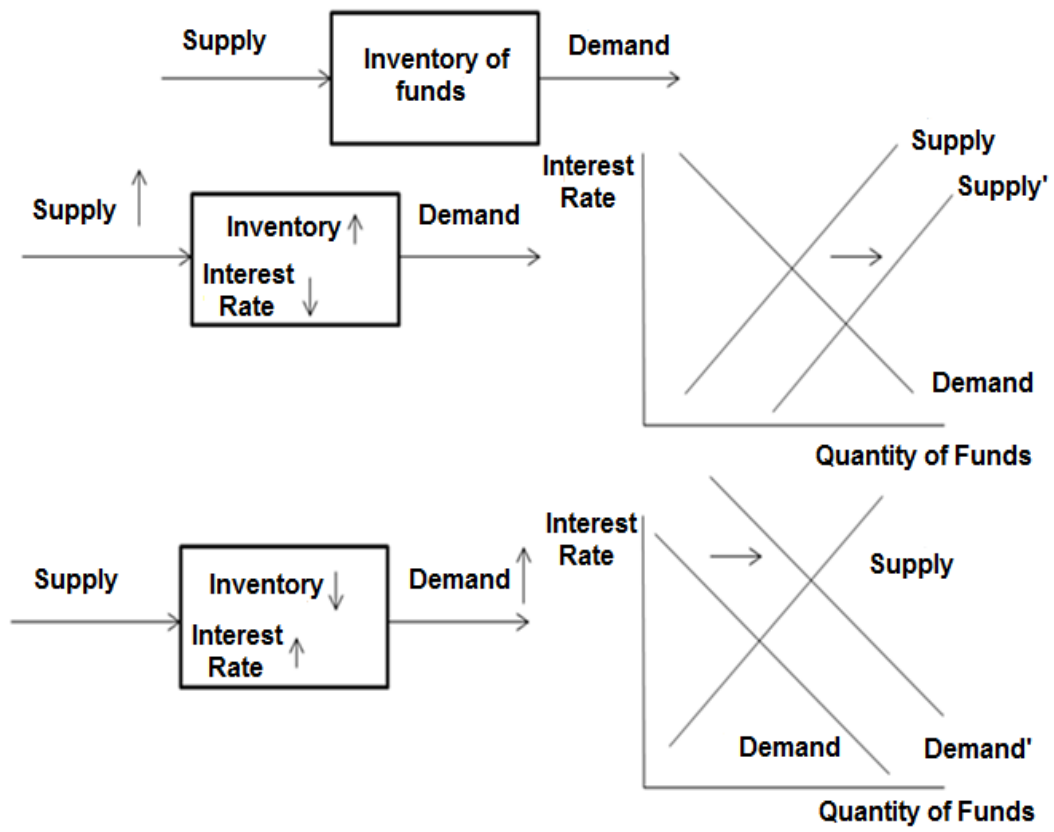 Supply
Inventory of
funds
Demand
Supply
Inventory
Interest
Rate
Demand
Interest
Rate
Supply
Supply'
Demand
Quantity of Funds
Supply
Inventory
Interest
Rate
Demand
Interest
Rate
Supply
Demand
Demand'
Quantity of Funds